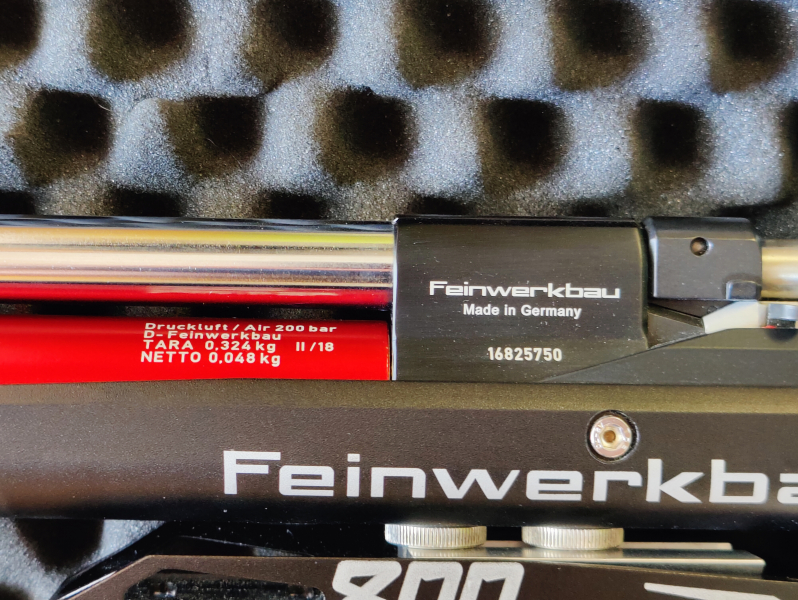 Feinwerkbau
Made in Germany
16825750
Druckluft / Air 200 bar
D- Feinwerkbau
TARA 0,324 kg II /18
NETTO 0,048 kg
Feinwerkba
800